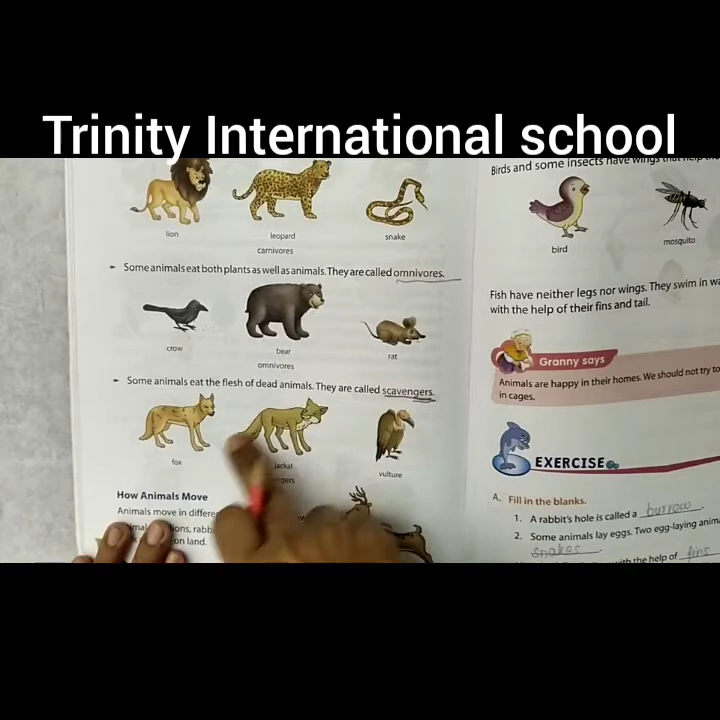 Trinity International school
lion
leopard
snake
carnivores
Some animals eat both plants as well as animals. They are called omnivores.
crow
bear
rat
omnivores
Some animals eat the flesh of dead animals. They are called scavengers.
fox
jackal
vulture
How Animals Move
Animals move in
on land.
Birds and some insects have wings that help
bird
mosquito
Fish have neither legs nor wings. They swim in
with the help of their fins and tail.
Granny says
Animals are happy in their homes. We should not try to
in cages.
EXERCISE
A. Fill in the blanks.
1. A rabbit's hole is called a burrow.
2. Some animals lay eggs. Two egg-laying
snakes.
with the help of fins